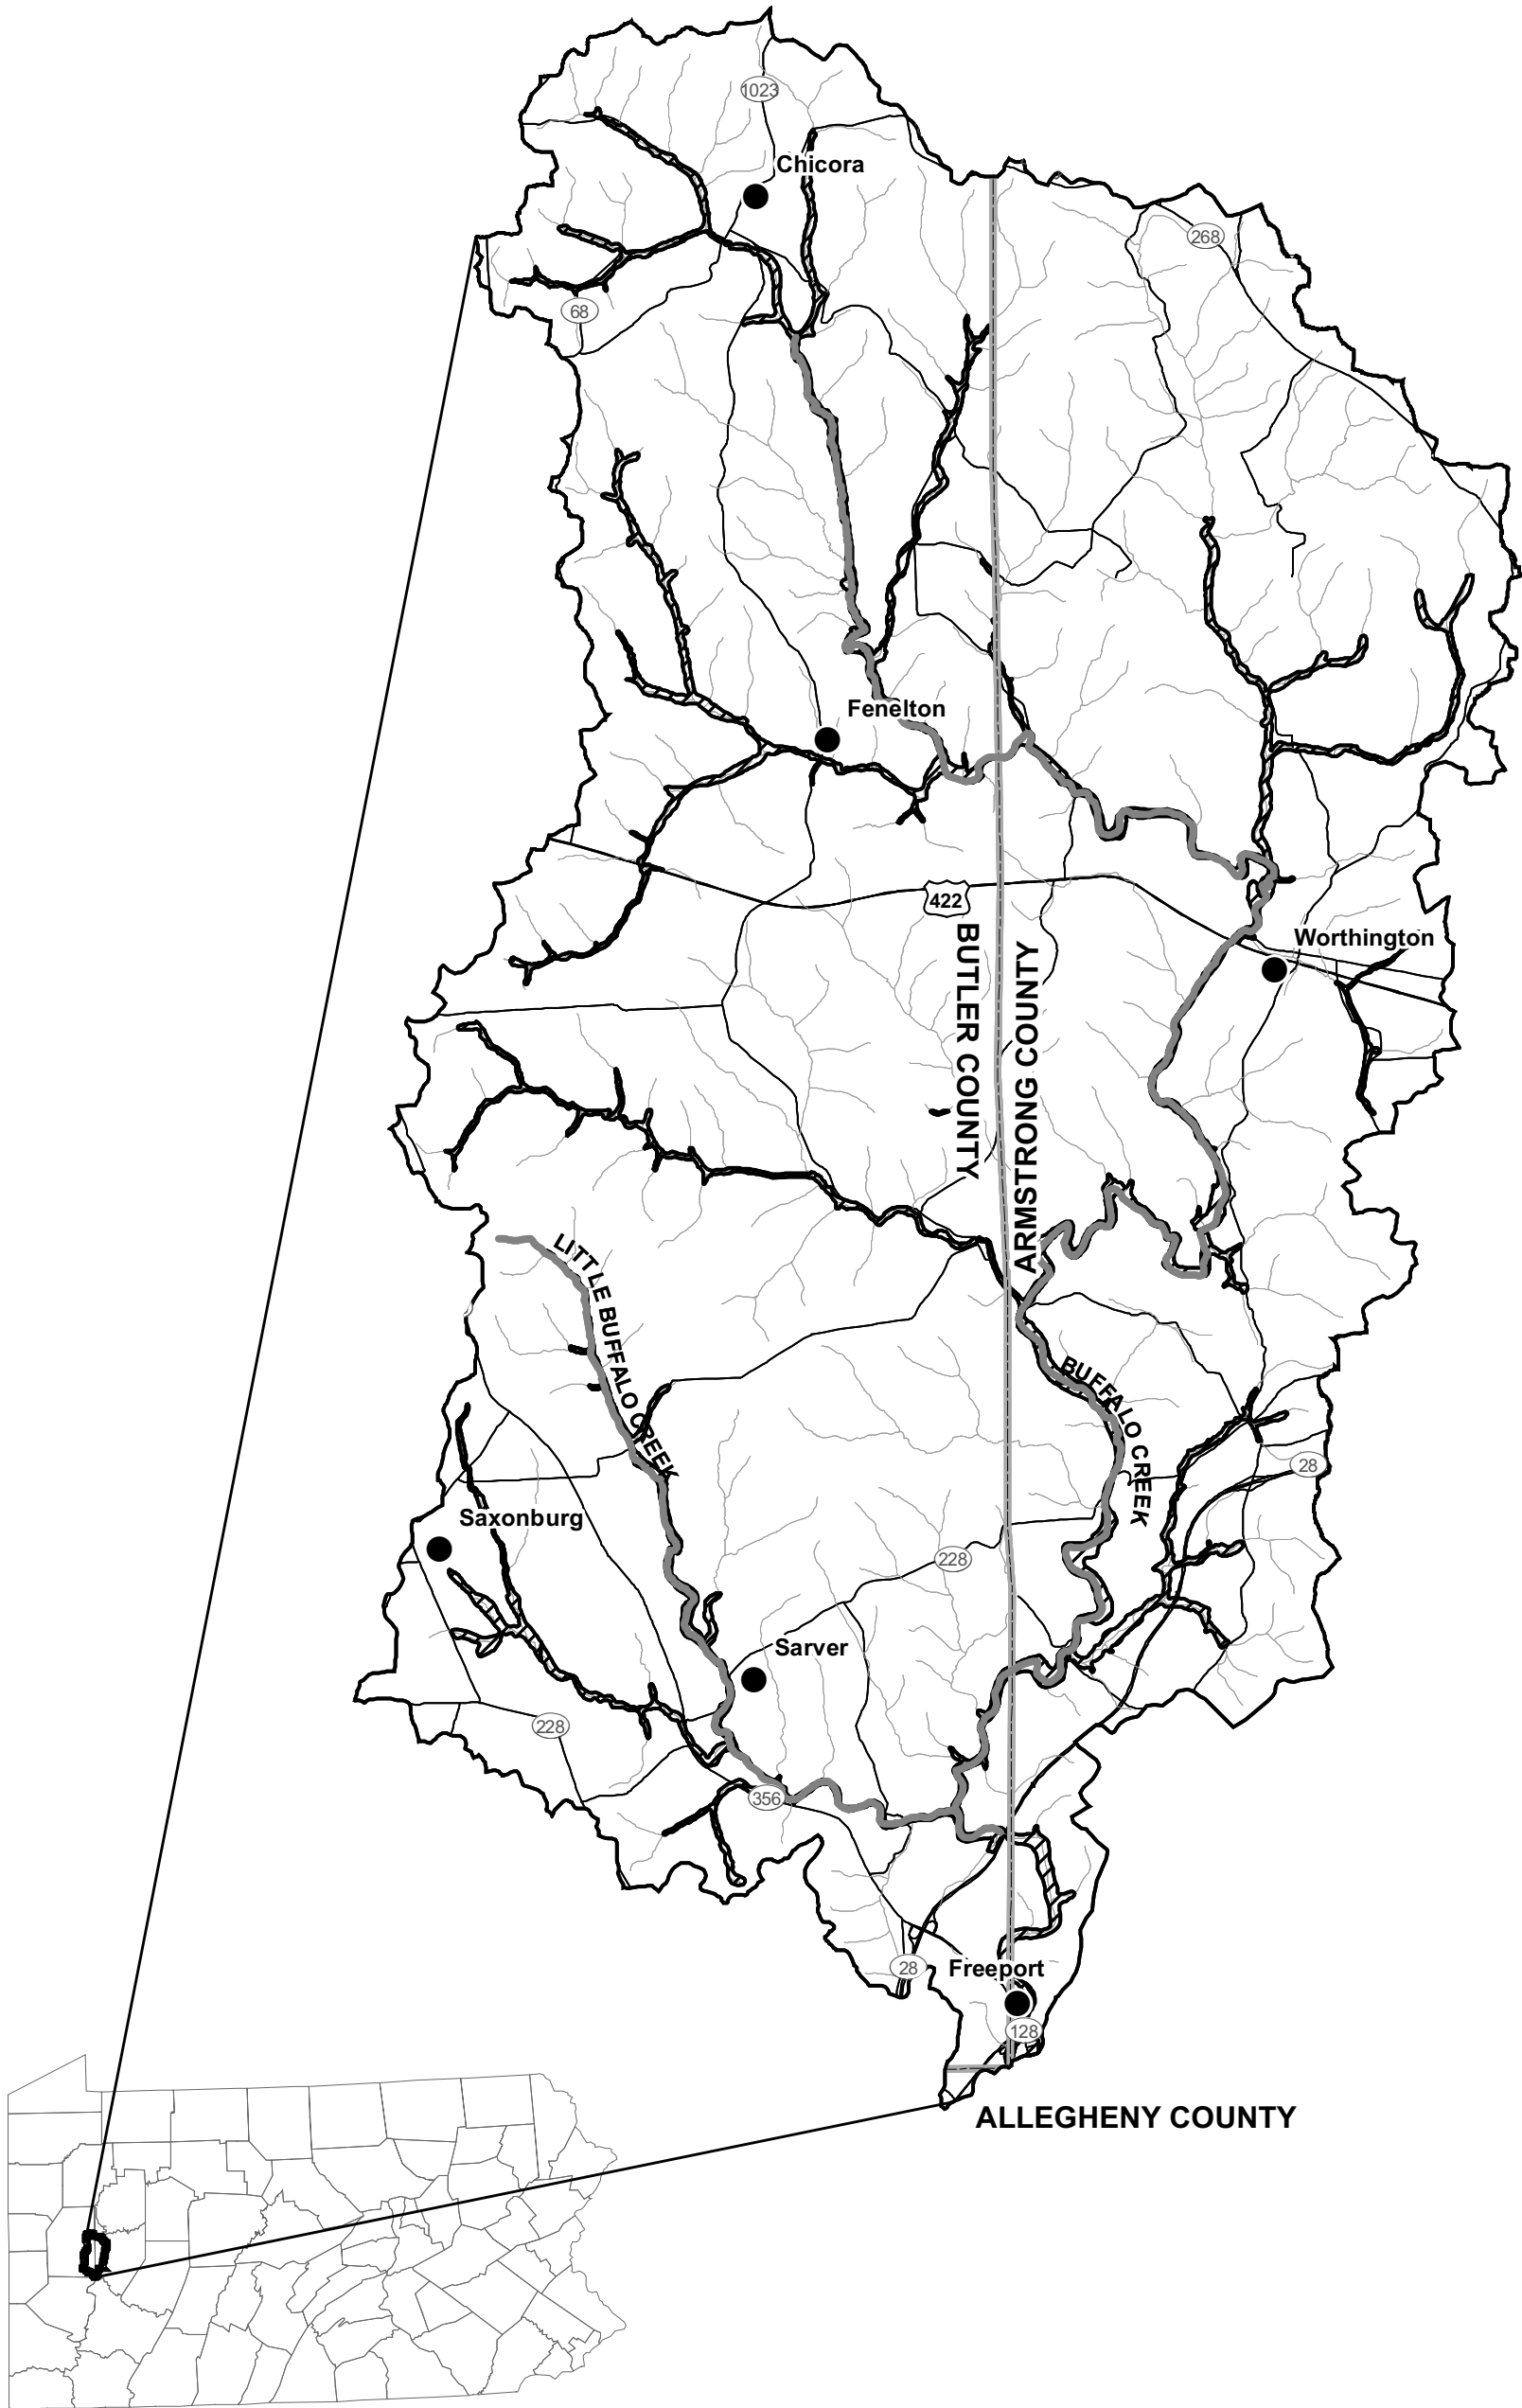 1023
Chicora
268
68
Fenelton
422
Worthington
BUTLER COUNTY
ARMSTRONG COUNTY
LITTLE BUFFALO CREEK
BUFFALO CREEK
28
Saxonburg
228
Sarver
228
356
28
Freeport
128
ALLEGHENY COUNTY